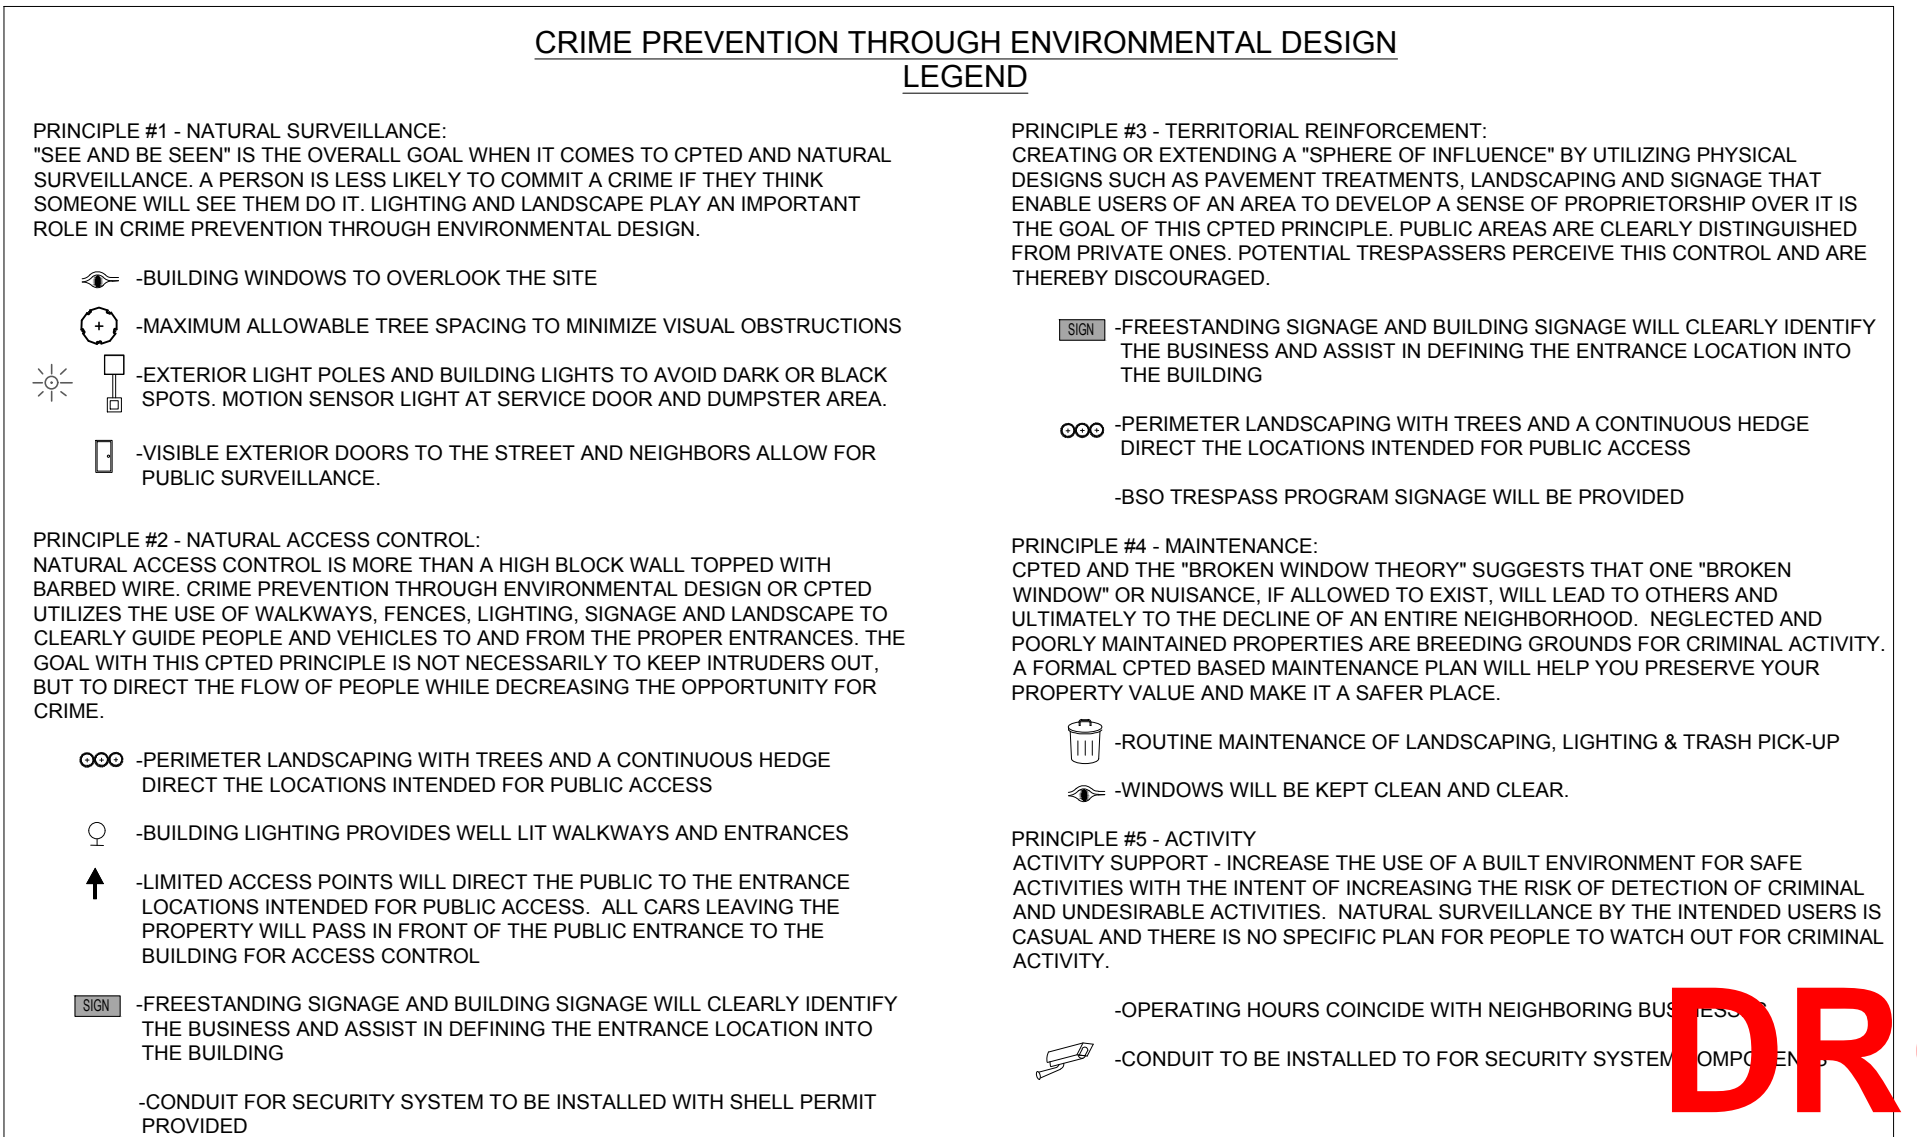 CRIME PREVENTION THROUGH ENVIRONMENTAL DESIGN
LEGEND
PRINCIPLE #1 - NATURAL SURVEILLANCE:
"SEE AND BE SEEN" IS THE OVERALL GOAL WHEN IT COMES TO CPTED AND NATURAL
SURVEILLANCE. A PERSON IS LESS LIKELY TO COMMIT A CRIME IF THEY THINK
SOMEONE WILL SEE THEM DO IT. LIGHTING AND LANDSCAPE PLAY AN IMPORTANT
ROLE IN CRIME PREVENTION THROUGH ENVIRONMENTAL DESIGN.
-BUILDING WINDOWS TO OVERLOOK THE SITE
-MAXIMUM ALLOWABLE TREE SPACING TO MINIMIZE VISUAL OBSTRUCTIONS
-EXTERIOR LIGHT POLES AND BUILDING LIGHTS TO AVOID DARK OR BLACK
SPOTS. MOTION SENSOR LIGHT AT SERVICE DOOR AND DUMPSTER AREA.
-VISIBLE EXTERIOR DOORS TO THE STREET AND NEIGHBORS ALLOW FOR
PUBLIC SURVEILLANCE.
PRINCIPLE #2 - NATURAL ACCESS CONTROL:
NATURAL ACCESS CONTROL IS MORE THAN A HIGH BLOCK WALL TOPPED WITH
BARBED WIRE. CRIME PREVENTION THROUGH ENVIRONMENTAL DESIGN OR CPTED
UTILIZES THE USE OF WALKWAYS, FENCES, LIGHTING, SIGNAGE AND LANDSCAPE TO
CLEARLY GUIDE PEOPLE AND VEHICLES TO AND FROM THE PROPER ENTRANCES. THE
GOAL WITH THIS CPTED PRINCIPLE IS NOT NECESSARILY TO KEEP INTRUDERS OUT,
BUT TO DIRECT THE FLOW OF PEOPLE WHILE DECREASING THE OPPORTUNITY FOR
CRIME.
-PERIMETER LANDSCAPING WITH TREES AND A CONTINUOUS HEDGE
DIRECT THE LOCATIONS INTENDED FOR PUBLIC ACCESS
-BUILDING LIGHTING PROVIDES WELL LIT WALKWAYS AND ENTRANCES
-LIMITED ACCESS POINTS WILL DIRECT THE PUBLIC TO THE ENTRANCE
LOCATIONS INTENDED FOR PUBLIC ACCESS. ALL CARS LEAVING THE
PROPERTY WILL PASS IN FRONT OF THE PUBLIC ENTRANCE TO THE
BUILDING FOR ACCESS CONTROL
SIGN -FREESTANDING SIGNAGE AND BUILDING SIGNAGE WILL CLEARLY IDENTIFY
THE BUSINESS AND ASSIST IN DEFINING THE ENTRANCE LOCATION INTO
THE BUILDING
-CONDUIT FOR SECURITY SYSTEM TO BE INSTALLED WITH SHELL PERMIT
PROVIDED
PRINCIPLE #3 - TERRITORIAL REINFORCEMENT:
CREATING OR EXTENDING A "SPHERE OF INFLUENCE" BY UTILIZING PHYSICAL
DESIGNS SUCH AS PAVEMENT TREATMENTS, LANDSCAPING AND SIGNAGE THAT
ENABLE USERS OF AN AREA TO DEVELOP A SENSE OF PROPRIETORSHIP OVER IT IS
THE GOAL OF THIS CPTED PRINCIPLE. PUBLIC AREAS ARE CLEARLY DISTINGUISHED
FROM PRIVATE ONES. POTENTIAL TRESPASSERS PERCEIVE THIS CONTROL AND ARE
THEREBY DISCOURAGED.
SIGN -FREESTANDING SIGNAGE AND BUILDING SIGNAGE WILL CLEARLY IDENTIFY
THE BUSINESS AND ASSIST IN DEFINING THE ENTRANCE LOCATION INTO
THE BUILDING
-PERIMETER LANDSCAPING WITH TREES AND A CONTINUOUS HEDGE
DIRECT THE LOCATIONS INTENDED FOR PUBLIC ACCESS
-BSO TRESPASS PROGRAM SIGNAGE WILL BE PROVIDED
PRINCIPLE #4 - MAINTENANCE:
CPTED AND THE "BROKEN WINDOW THEORY" SUGGESTS THAT ONE "BROKEN
WINDOW" OR NUISANCE, IF ALLOWED TO EXIST, WILL LEAD TO OTHERS AND
ULTIMATELY TO THE DECLINE OF AN ENTIRE NEIGHBORHOOD. NEGLECTED AND
POORLY MAINTAINED PROPERTIES ARE BREEDING GROUNDS FOR CRIMINAL ACTIVITY.
A FORMAL CPTED BASED MAINTENANCE PLAN WILL HELP YOU PRESERVE YOUR
PROPERTY VALUE AND MAKE IT A SAFER PLACE.
-ROUTINE MAINTENANCE OF LANDSCAPING, LIGHTING & TRASH PICK-UP
-WINDOWS WILL BE KEPT CLEAN AND CLEAR.
PRINCIPLE #5 - ACTIVITY
ACTIVITY SUPPORT - INCREASE THE USE OF A BUILT ENVIRONMENT FOR SAFE
ACTIVITIES WITH THE INTENT OF INCREASING THE RISK OF DETECTION OF CRIMINAL
AND UNDESIRABLE ACTIVITIES. NATURAL SURVEILLANCE BY THE INTENDED USERS IS
CASUAL AND THERE IS NO SPECIFIC PLAN FOR PEOPLE TO WATCH OUT FOR CRIMINAL
ACTIVITY.
-OPERATING HOURS COINCIDE WITH NEIGHBORING BUSINESSES
-CONDUIT TO BE INSTALLED TO FOR SECURITY SYSTEM COMPONENTS
DR